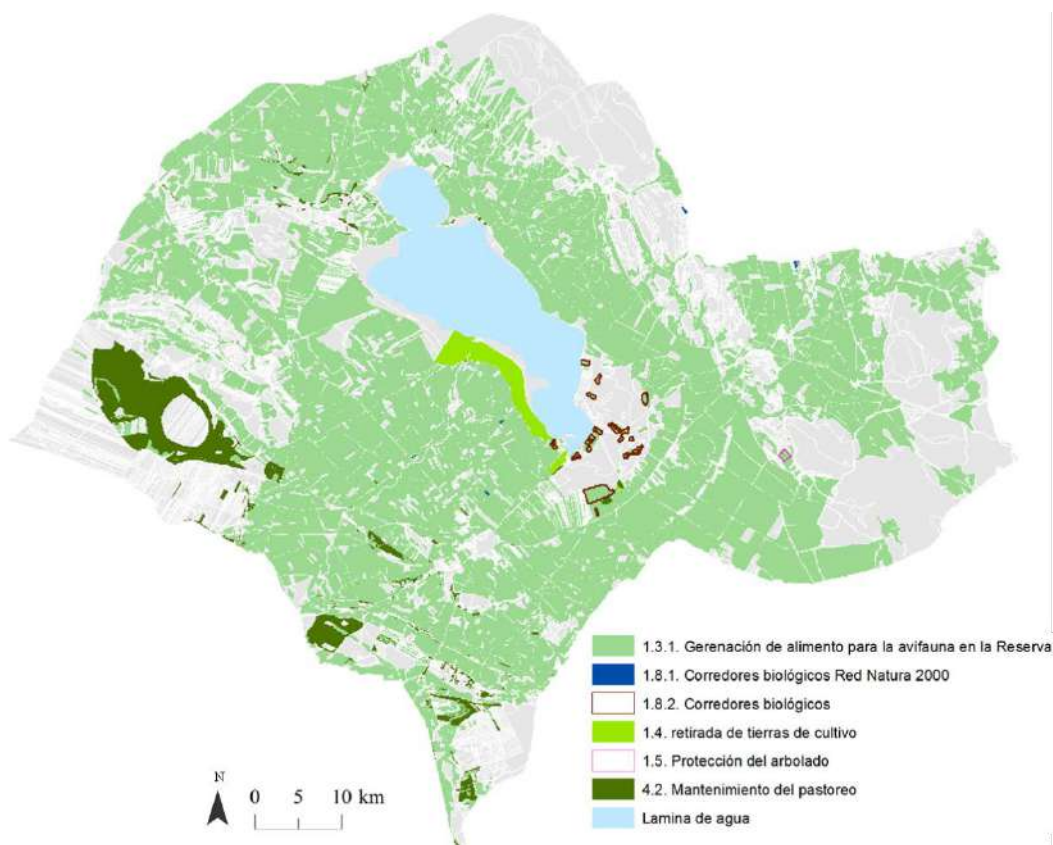 1.3.1. Gerenación de alimento para la avifauna en la Reserva
1.8.1. Corredores biológicos Red Natura 2000
1.8.2. Corredores biológicos
1.4. retirada de tierras de cultivo
1.5. Protección del arbolado
4.2. Mantenimiento del pastoreo
Lamina de agua
N
0 5 10 km